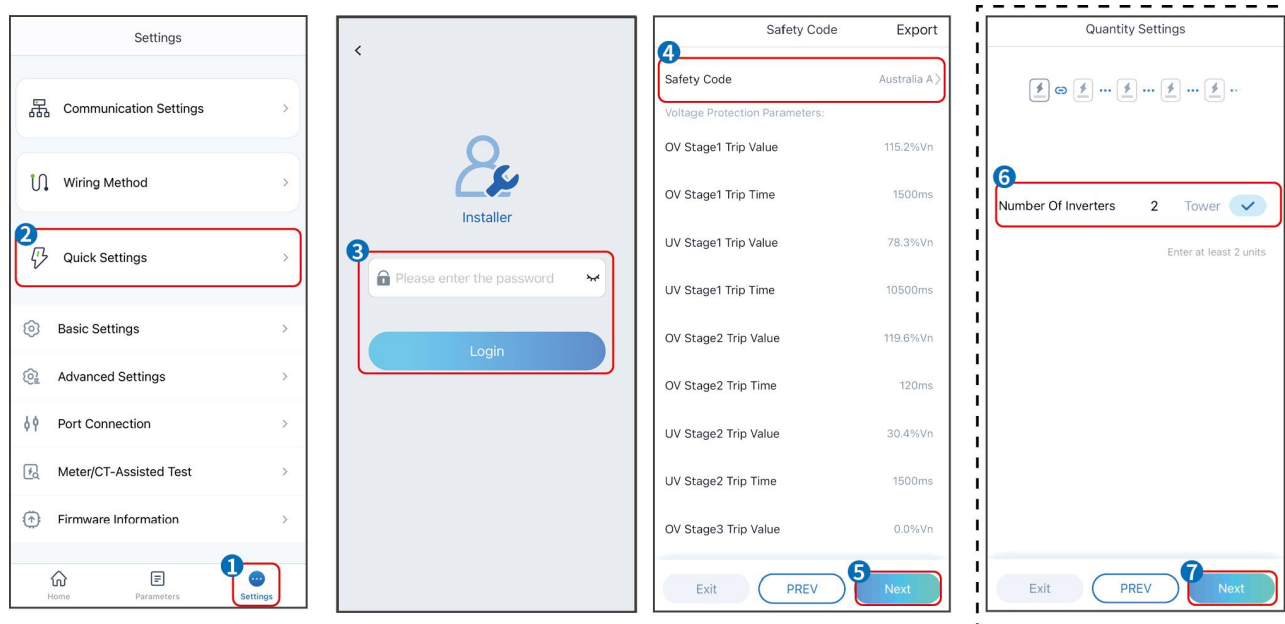 Settings
Communication Settings
Wiring Method
2
Quick Settings
Basic Settings
Advanced Settings
Port Connection
Meter/CT-Assisted Test
Firmware Information
1
Home Parameters Settings
Installer
3
Please enter the password
Login
Safety Code Export
4
Safety Code Australia A
Voltage Protection Parameters:
OV Stage1 Trip Value 115.2%Vn
OV Stage1 Trip Time 1500ms
UV Stage1 Trip Value 78.3%Vn
UV Stage1 Trip Time 10500ms
OV Stage2 Trip Value 119.6%Vn
OV Stage2 Trip Time 120ms
UV Stage2 Trip Value 30.4%Vn
UV Stage2 Trip Time 1500ms
OV Stage3 Trip Value 0.0%Vn
5
Exit PREV Next
Quantity Settings
6
Number Of Inverters 2 Tower
Enter at least 2 units
7
Exit PREV Next